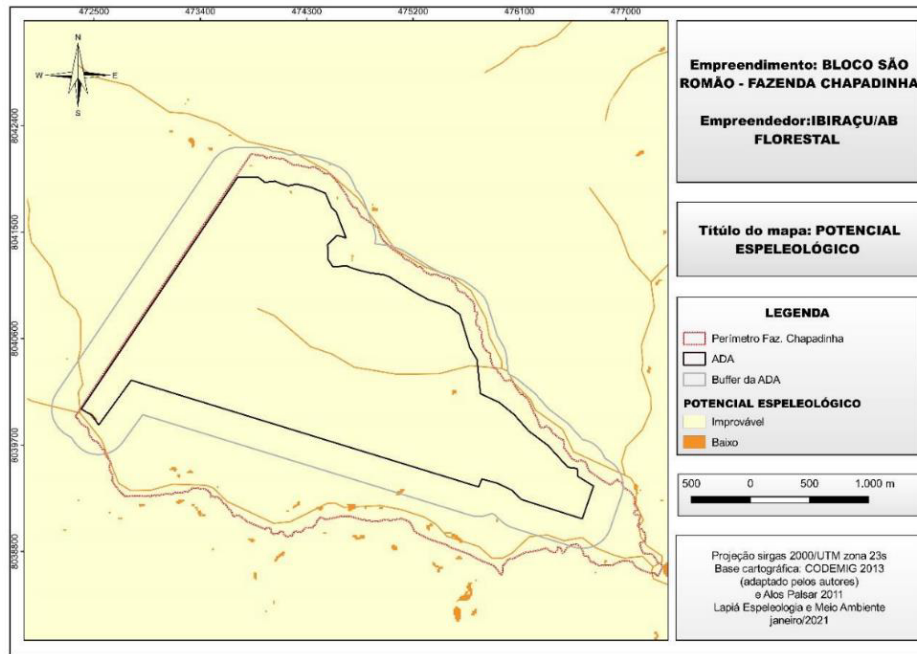 472500 473400 474300 475200 476100 477000
N
W E
S
8042400
8041500
8040600
8039700
8038800
Empreendimento: BLOCO SÃO
ROMÃO - FAZENDA CHAPADINHA
Empreendedor:IBIRAÇU/AB
FLORESTAL
Título do mapa: POTENCIAL
ESPELEOLÓGICO
LEGENDA
Perímetro Faz. Chapadinha
ADA
Buffer da ADA
POTENCIAL ESPELEOLÓGICO
Improvável
Baixo
500 0 500 1.000 m
Projeção sirgas 2000/UTM zona 23s
Base cartográfica: CODEMIG 2013
(adaptado pelos autores)
e Alos Palsar 2011
Lapiá Espeleologia e Meio Ambiente
janeiro/2021